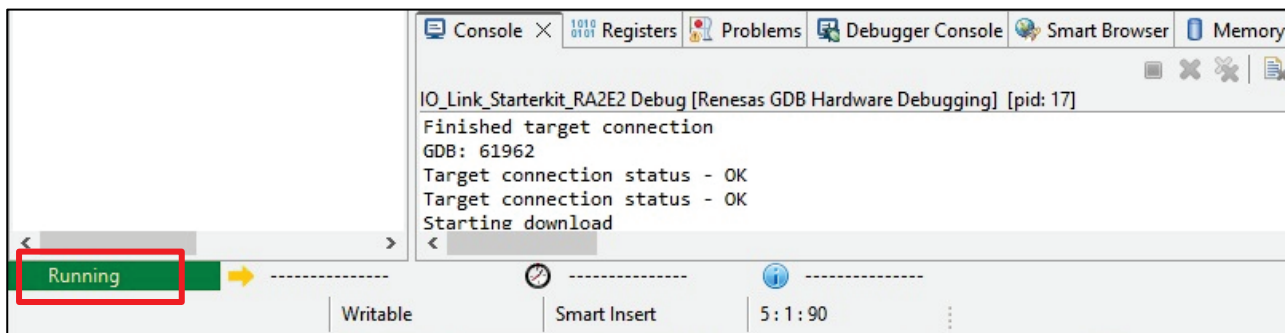 Console Registers Problems Debugger Console Smart Browser Memory
IO_Link_Starterkit_RA2E2 Debug [Renesas GDB Hardware Debugging] [pid: 17]
Finished target connection
GDB: 61962
Target connection status - OK
Target connection status - OK
Starting download
Running --------------- --------------- ---------------
Writable Smart Insert 5 : 1 : 90